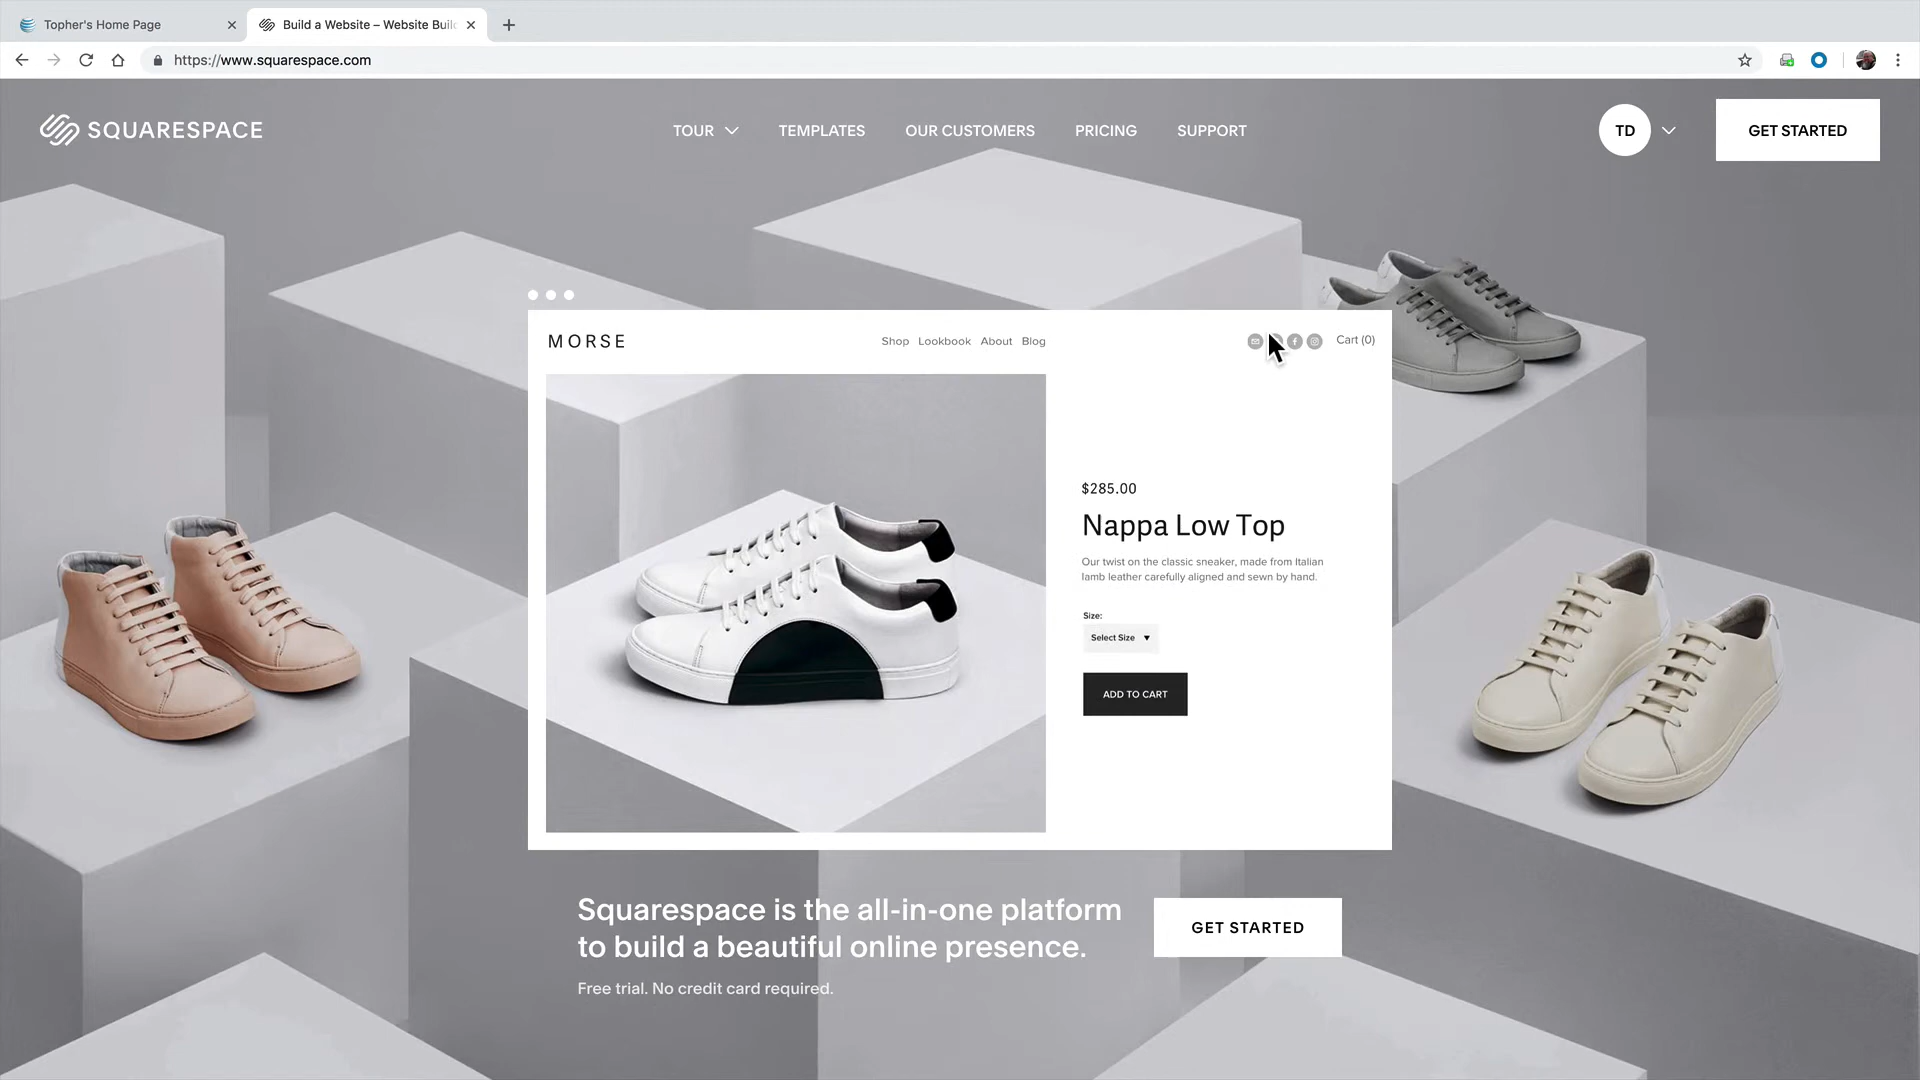 Topher's Home Page
Build a Website – Website Buil
https://www.squarespace.com
SQUARESPACE
TOUR
TEMPLATES
OUR CUSTOMERS
PRICING
SUPPORT
TD
GET STARTED
MORSE
Shop
Lookbook
About
Blog
Cart (0)
$285.00
Nappa Low Top
Our twist on the classic sneaker, made from Italian
lamb leather carefully aligned and sewn by hand.
Size:
Select Size
ADD TO CART
Squarespace is the all-in-one platform
to build a beautiful online presence.
GET STARTED
Free trial. No credit card required.